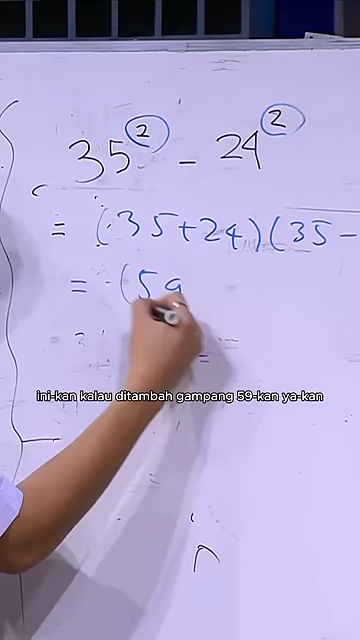 35² - 24²
= (35+24)(35-
= (59
ini-kan kalau ditambah gampang 59-kan ya-kan